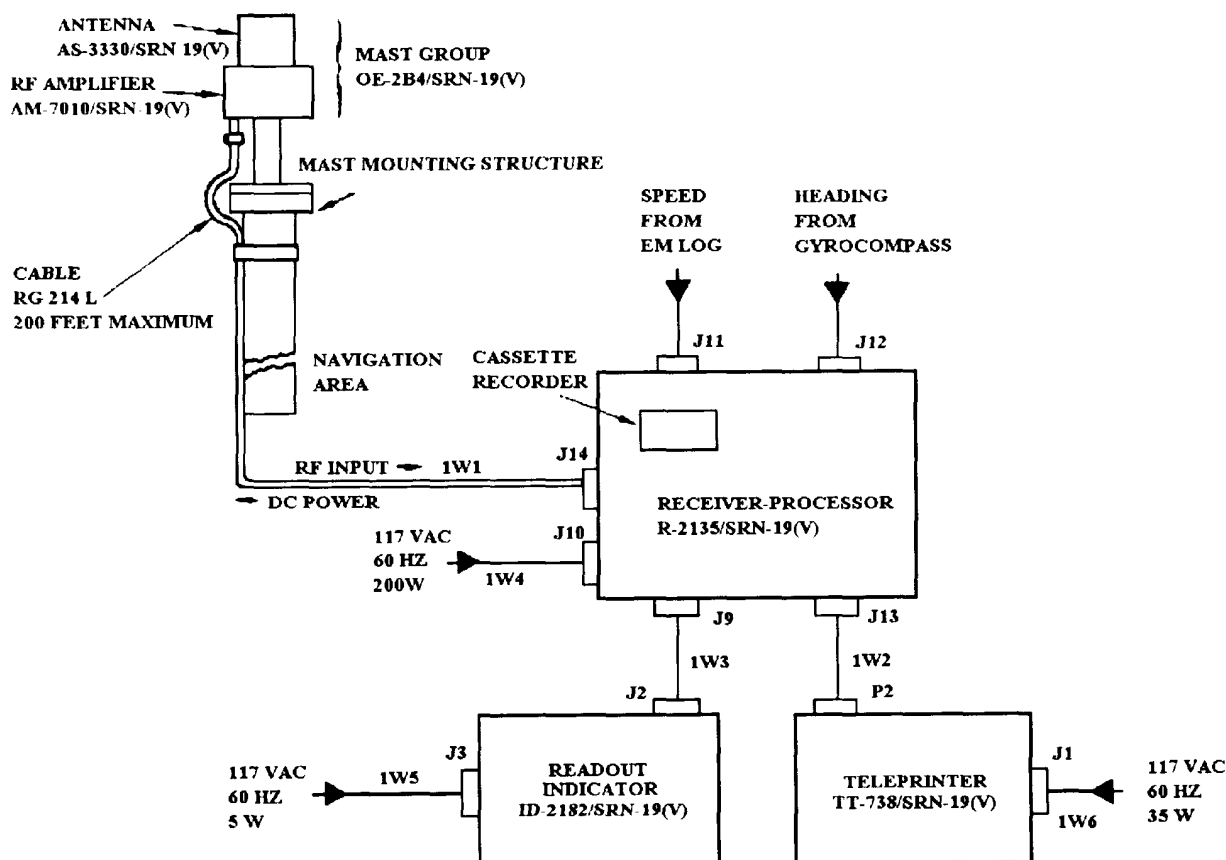 ANTENNA
AS-3330/SRN 19(V)
RF AMPLIFIER
AM-7010/SRN-19(V)
MAST GROUP
OE-2B4/SRN-19(V)
MAST MOUNTING STRUCTURE
CABLE
RG 214 L
200 FEET MAXIMUM
NAVIGATION
AREA
SPEED
FROM
EM LOG
HEADING
FROM
GYROCOMPASS
J11
J12
CASSETTE
RECORDER
J14
RF INPUT
1W1
DC POWER
RECEIVER-PROCESSOR
R-2135/SRN-19(V)
J10
117 VAC
60 HZ
200W
1W4
J9
J13
1W3
1W2
J2
P2
J3
117 VAC
60 HZ
5 W
1W5
READOUT
INDICATOR
ID-2182/SRN-19(V)
TELEPRINTER
TT-738/SRN-19(V)
J1
117 VAC
60 HZ
35 W
1W6